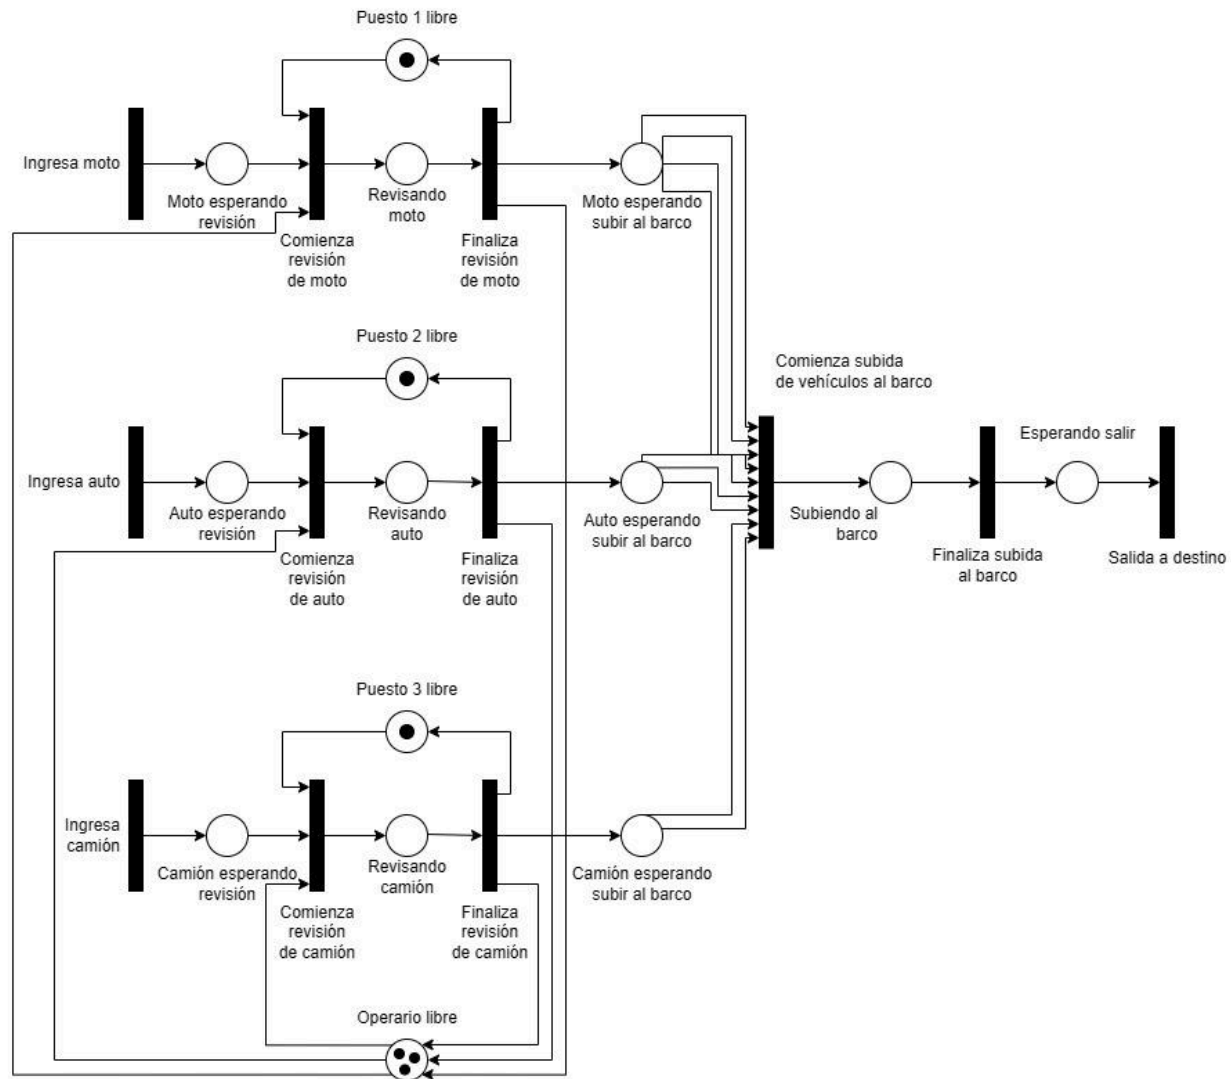 Puesto 1 libre
Ingresa moto
Moto esperando
revisión
Revisando
moto
Moto esperando
subir al barco
Comienza
revisión
de moto
Finaliza
revisión
de moto
Puesto 2 libre
Comienza subida
de vehículos al barco
Ingresa auto
Auto esperando
revisión
Revisando
auto
Auto esperando
subir al barco
Subiendo al
barco
Esperando salir
Finaliza subida
al barco
Salida a destino
Comienza
revisión
de auto
Finaliza
revisión
de auto
Puesto 3 libre
Ingresa
camión
Camión esperando
revisión
Revisando
camión
Camión esperando
subir al barco
Comienza
revisión
de camión
Finaliza
revisión
de camión
Operario libre